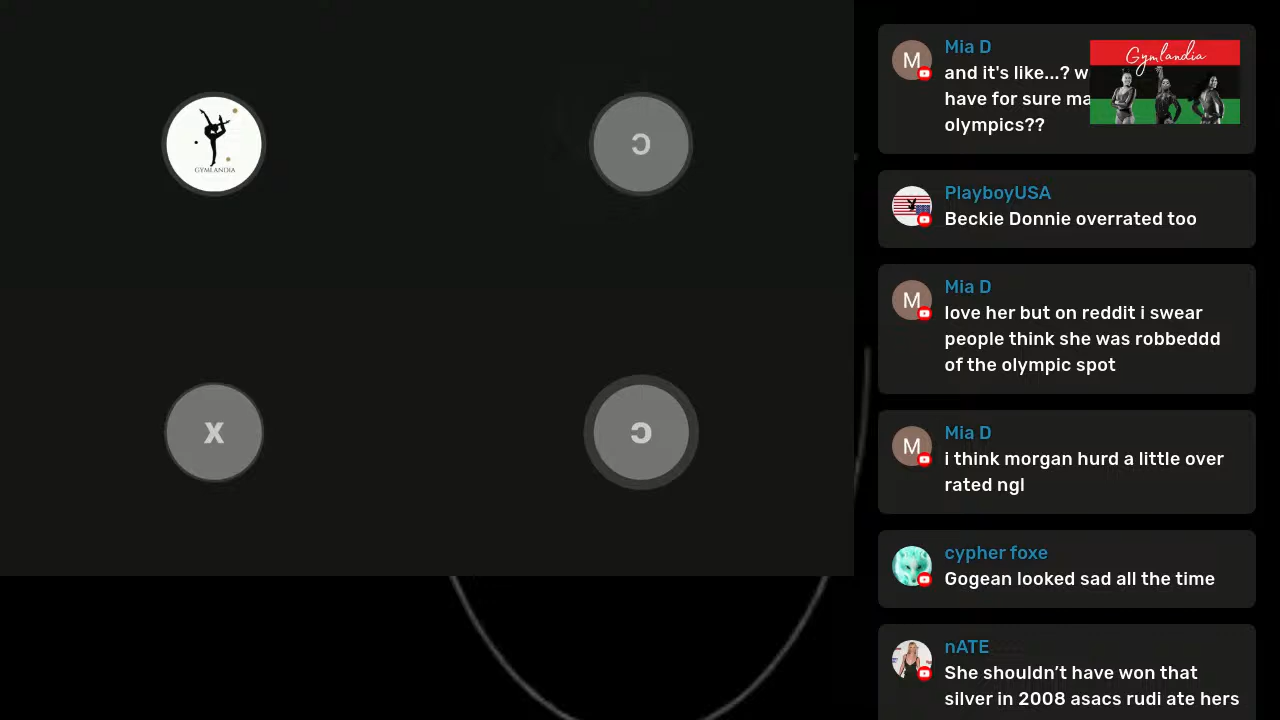 GYMLANDIA
ɔ
x
ɔ
Mia D
and it's like...? w
have for sure ma
olympics??
Gymlandia
PlayboyUSA
Beckie Donnie overrated too
M
Mia D
love her but on reddit i swear
people think she was robbeddd
of the olympic spot
M
Mia D
i think morgan hurd a little over
rated ngl
M
cypher foxe
Gogean looked sad all the time
nATE
She shouldn’t have won that
silver in 2008 asacs rudi ate hers